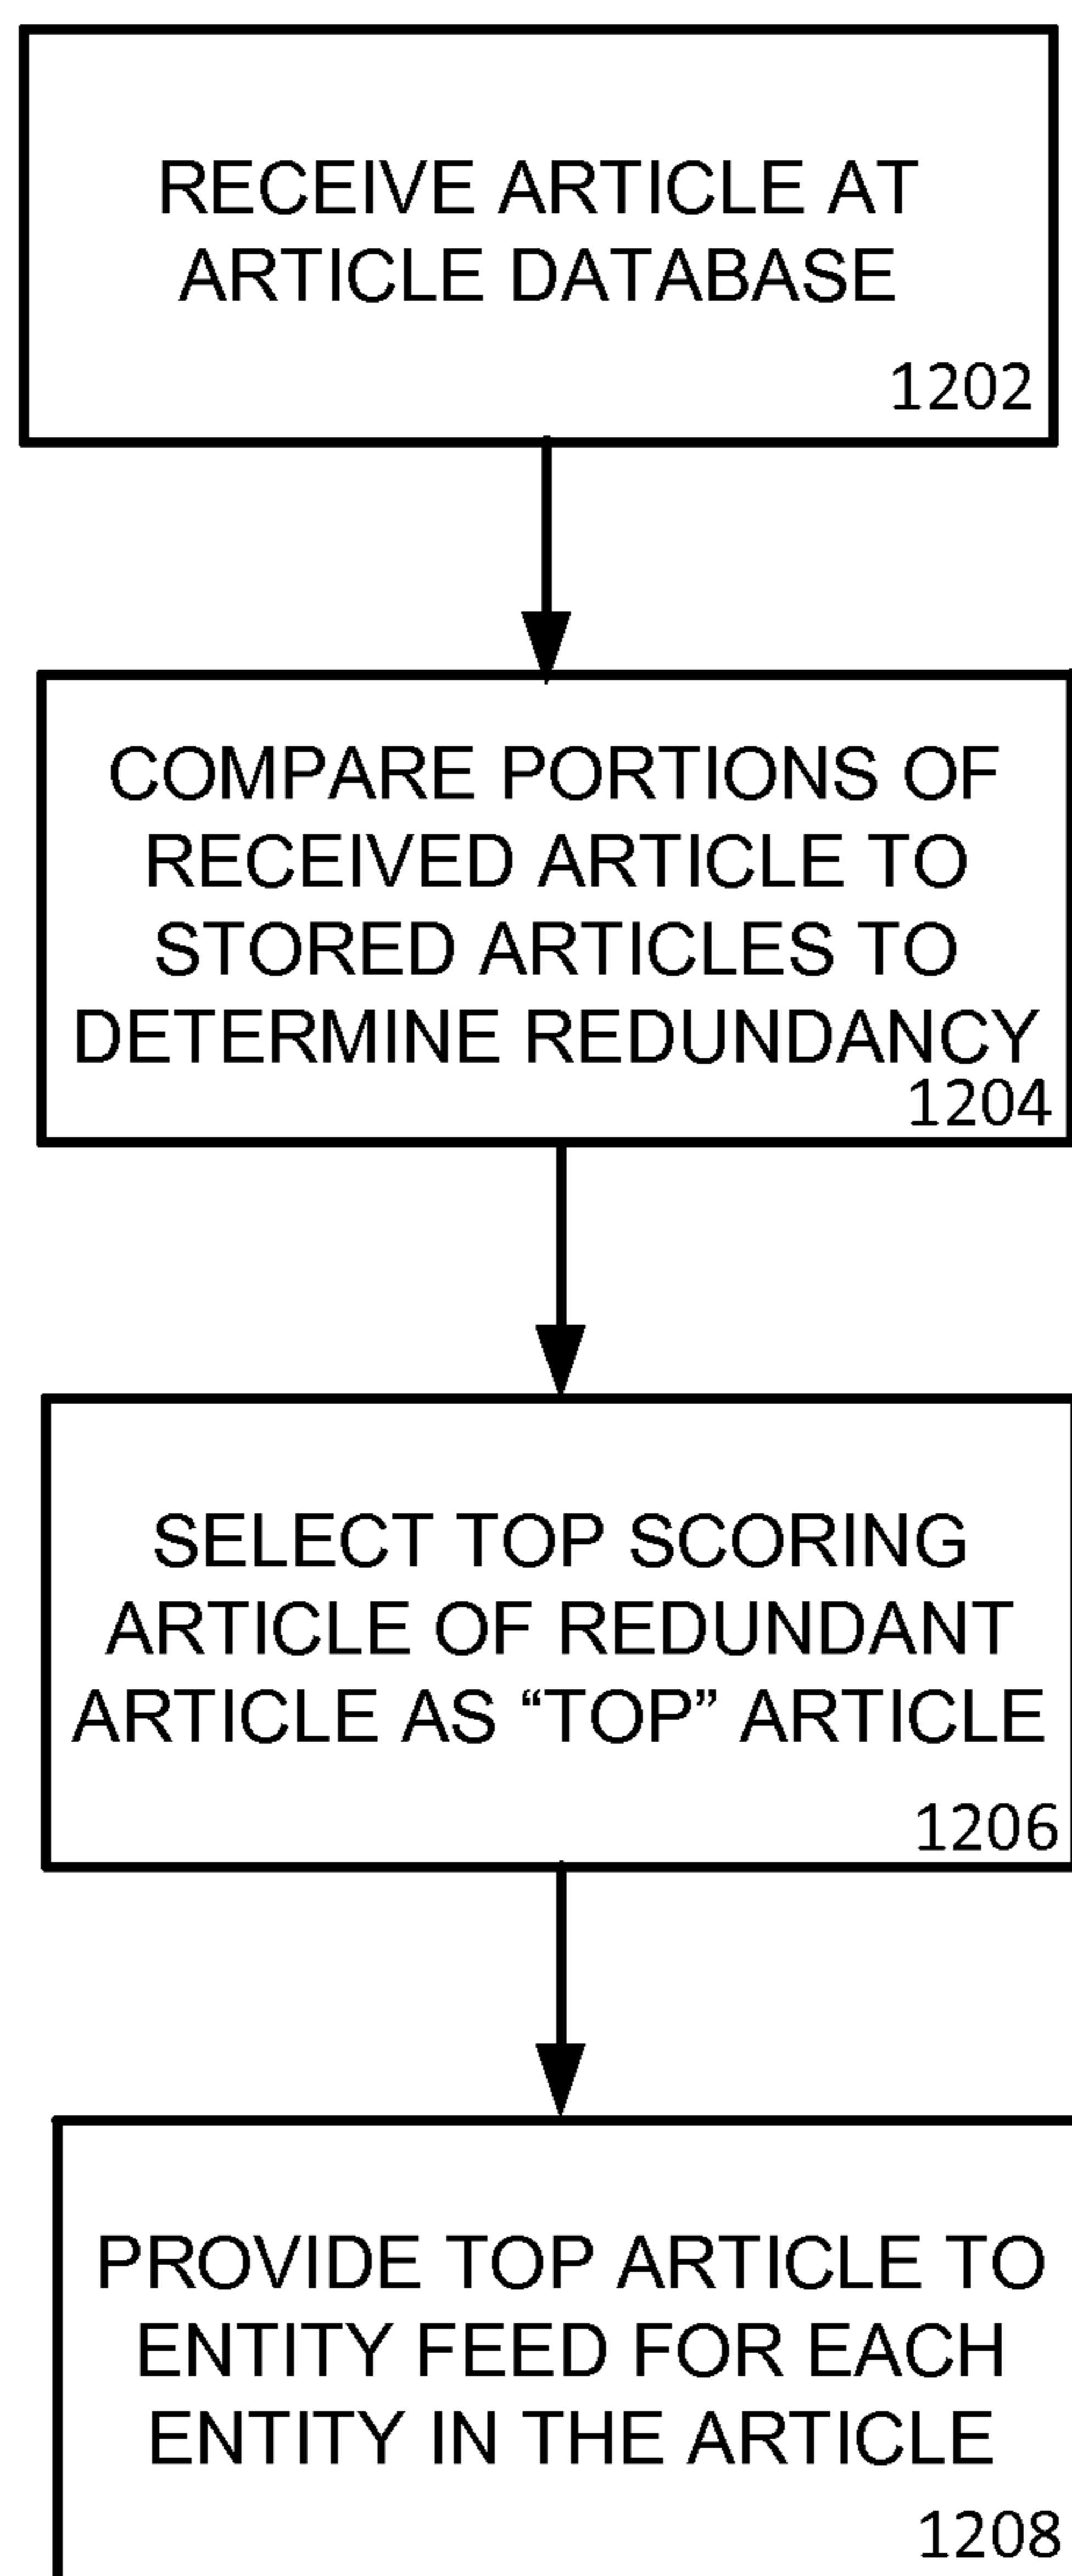 RECEIVE ARTICLE AT
ARTICLE DATABASE
1202
COMPARE PORTIONS OF
RECEIVED ARTICLE TO
STORED ARTICLES TO
DETERMINE REDUNDANCY
1204
SELECT TOP SCORING
ARTICLE OF REDUNDANT
ARTICLE AS “TOP” ARTICLE
1206
PROVIDE TOP ARTICLE TO
ENTITY FEED FOR EACH
ENTITY IN THE ARTICLE
1208